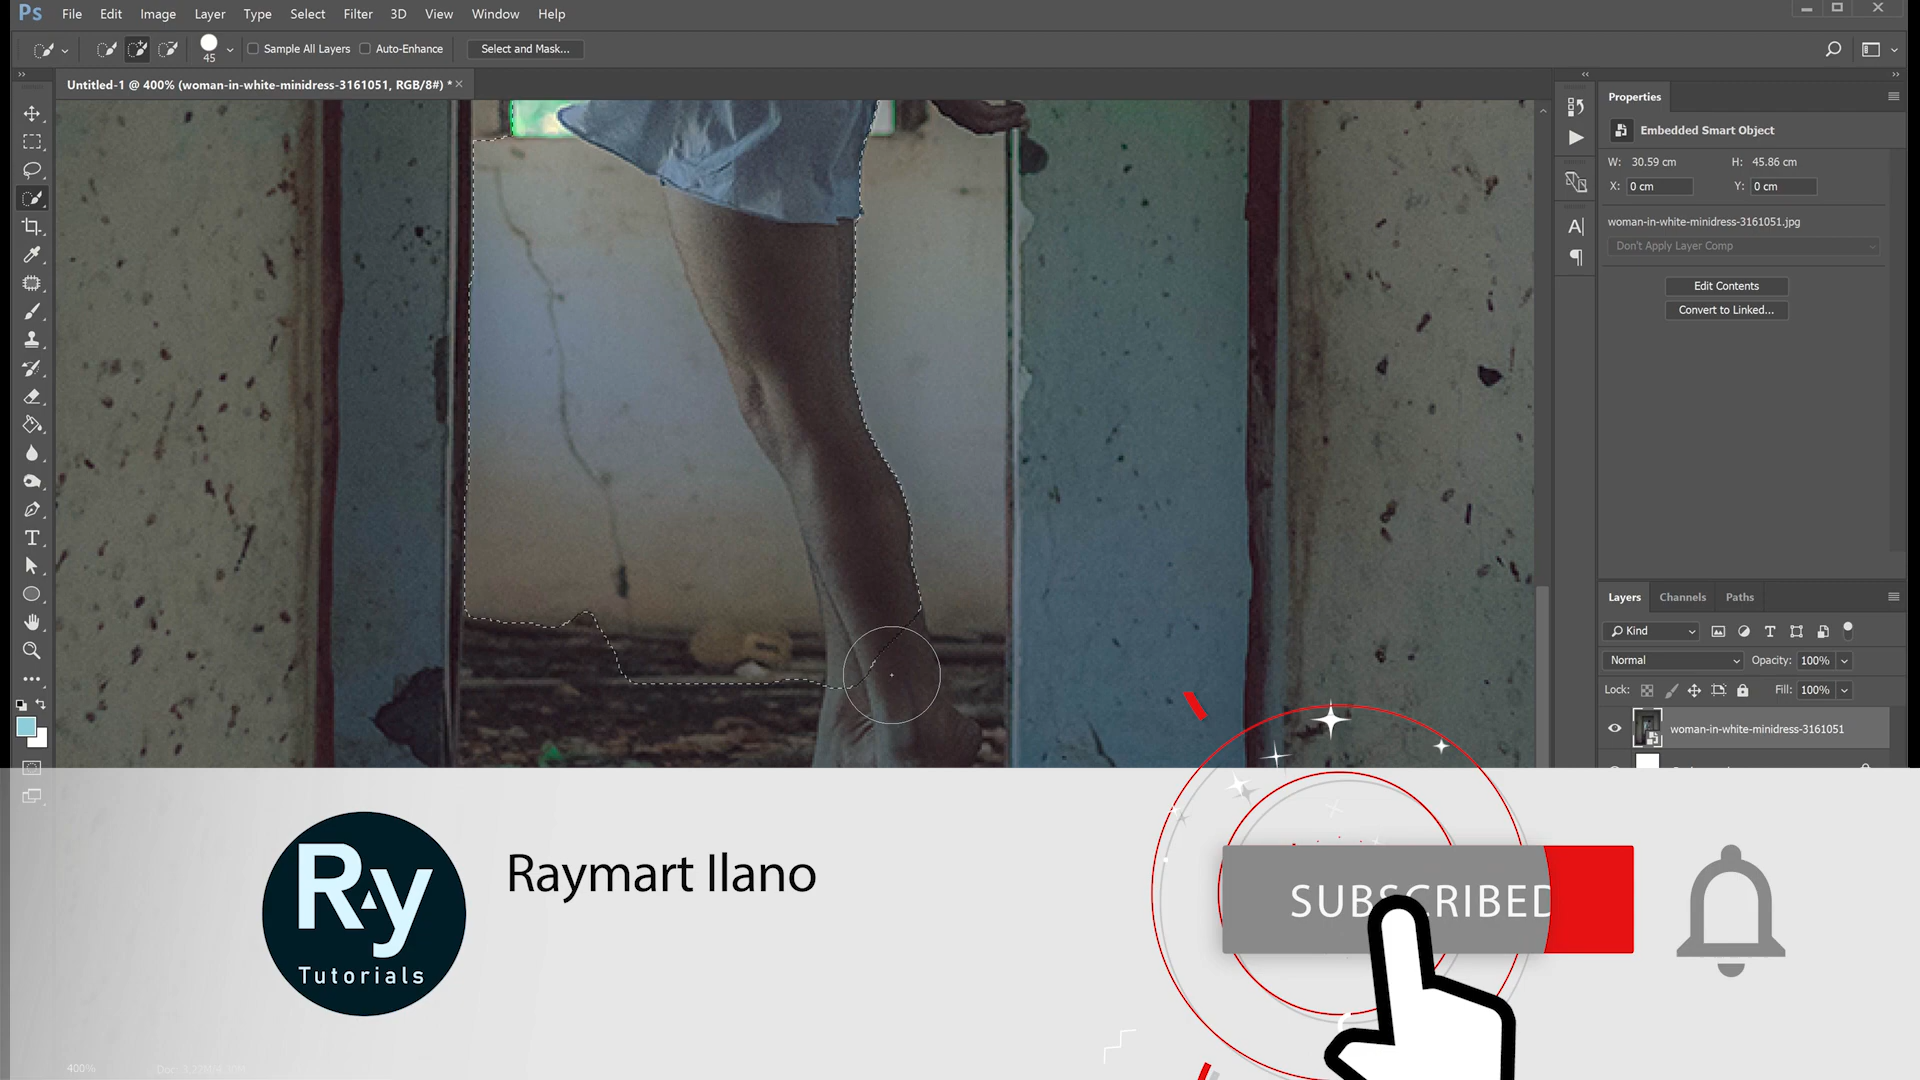 Ps File Edit Image Layer Type Select Filter 3D View Window Help
45 Sample All Layers Auto-Enhance Select and Mask...
Untitled-1 @ 400% (woman-in-white-minidress-3161051, RGB/8#) *
Properties
Embedded Smart Object
W: 30.59 cm H: 45.86 cm
X: 0 cm Y: 0 cm
woman-in-white-minidress-3161051.jpg
Don't Apply Layer Comp
Edit Contents
Convert to Linked...
Layers Channels Paths
Kind
Normal Opacity: 100%
Lock: Fill: 100%
woman-in-white-minidress-3161051
Ray
Tutorials
Raymart Ilano
SUBSCRIBED
400%